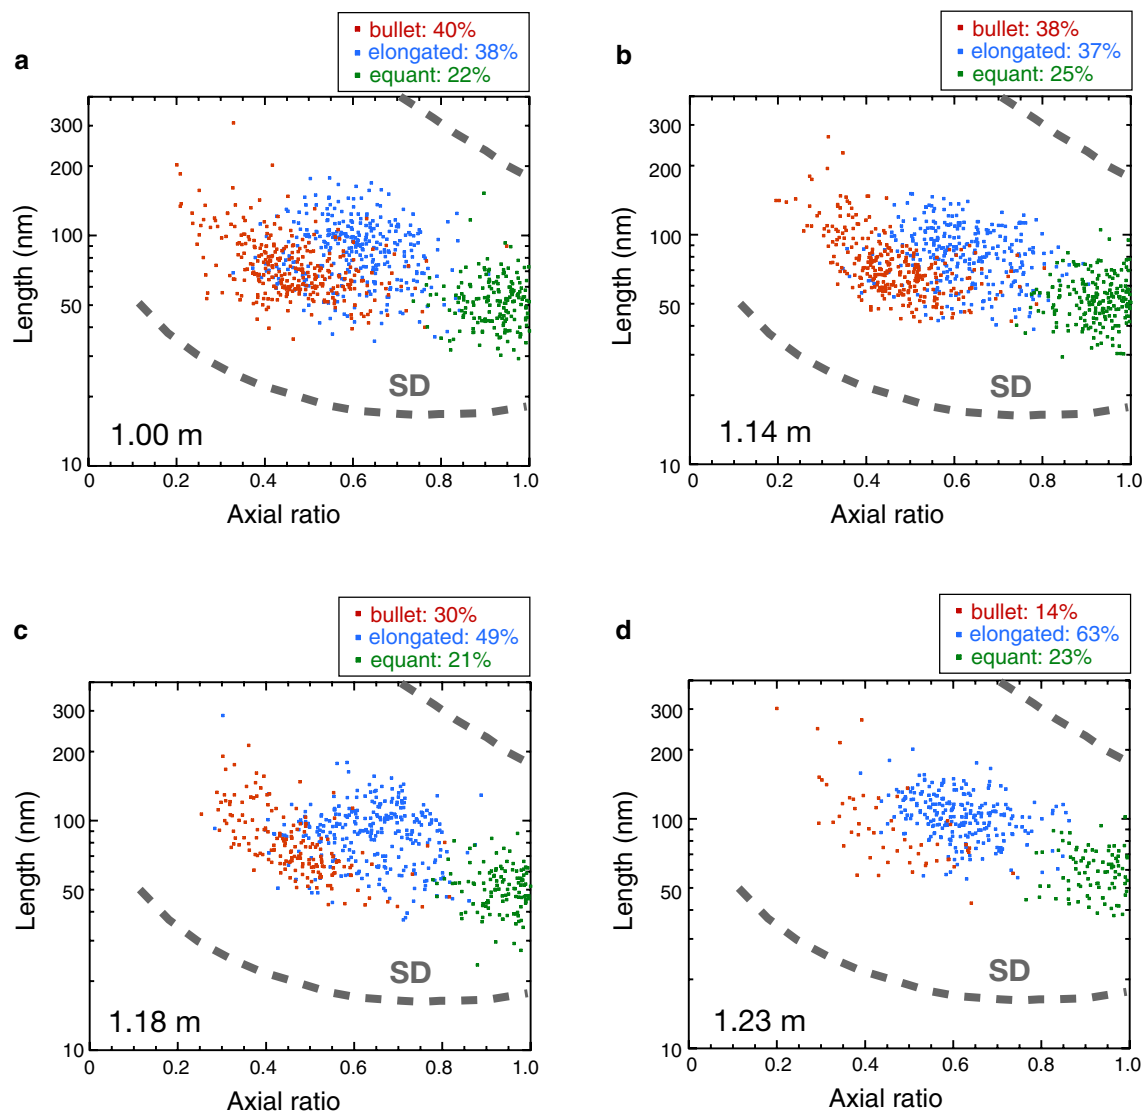 a
bullet: 40%
elongated: 38%
equant: 22%
300
200
100
50
10
Length (nm)
SD
1.00 m
0 0.2 0.4 0.6 0.8 1.0
Axial ratio
b
bullet: 38%
elongated: 37%
equant: 25%
300
200
100
50
10
Length (nm)
SD
1.14 m
0 0.2 0.4 0.6 0.8 1.0
Axial ratio
c
bullet: 30%
elongated: 49%
equant: 21%
300
200
100
50
10
Length (nm)
SD
1.18 m
0 0.2 0.4 0.6 0.8 1.0
Axial ratio
d
bullet: 14%
elongated: 63%
equant: 23%
300
200
100
50
10
Length (nm)
SD
1.23 m
0 0.2 0.4 0.6 0.8 1.0
Axial ratio